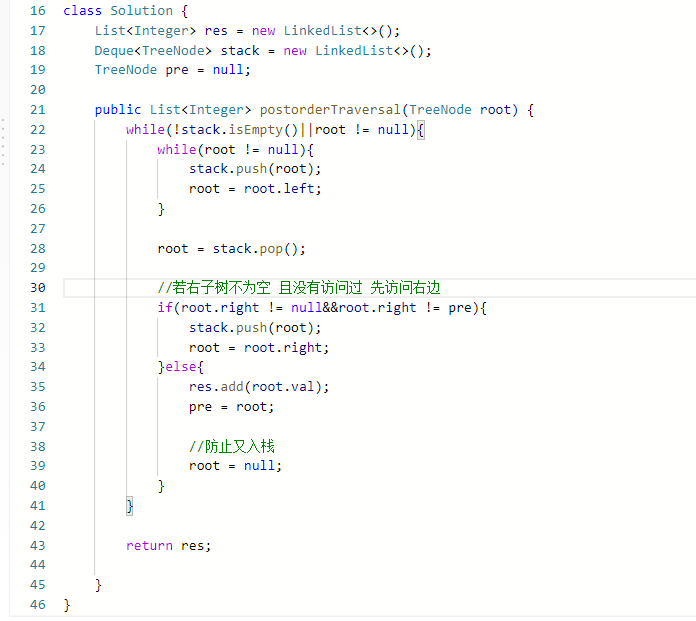 16 class Solution {
17     List<Integer> res = new LinkedList<>();
18     Deque<TreeNode> stack = new LinkedList<>();
19     TreeNode pre = null;
20
21     public List<Integer> postorderTraversal(TreeNode root) {
22         while(!stack.isEmpty()||root != null){
23             while(root != null){
24                 stack.push(root);
25                 root = root.left;
26             }
27
28             root = stack.pop();
29
30             //若右子树不为空 且没有访问过 先访问右边
31             if(root.right != null&&root.right != pre){
32                 stack.push(root);
33                 root = root.right;
34             }else{
35                 res.add(root.val);
36                 pre = root;
37
38                 //防止又入栈
39                 root = null;
40             }
41         }
42
43         return res;
44
45     }
46 }